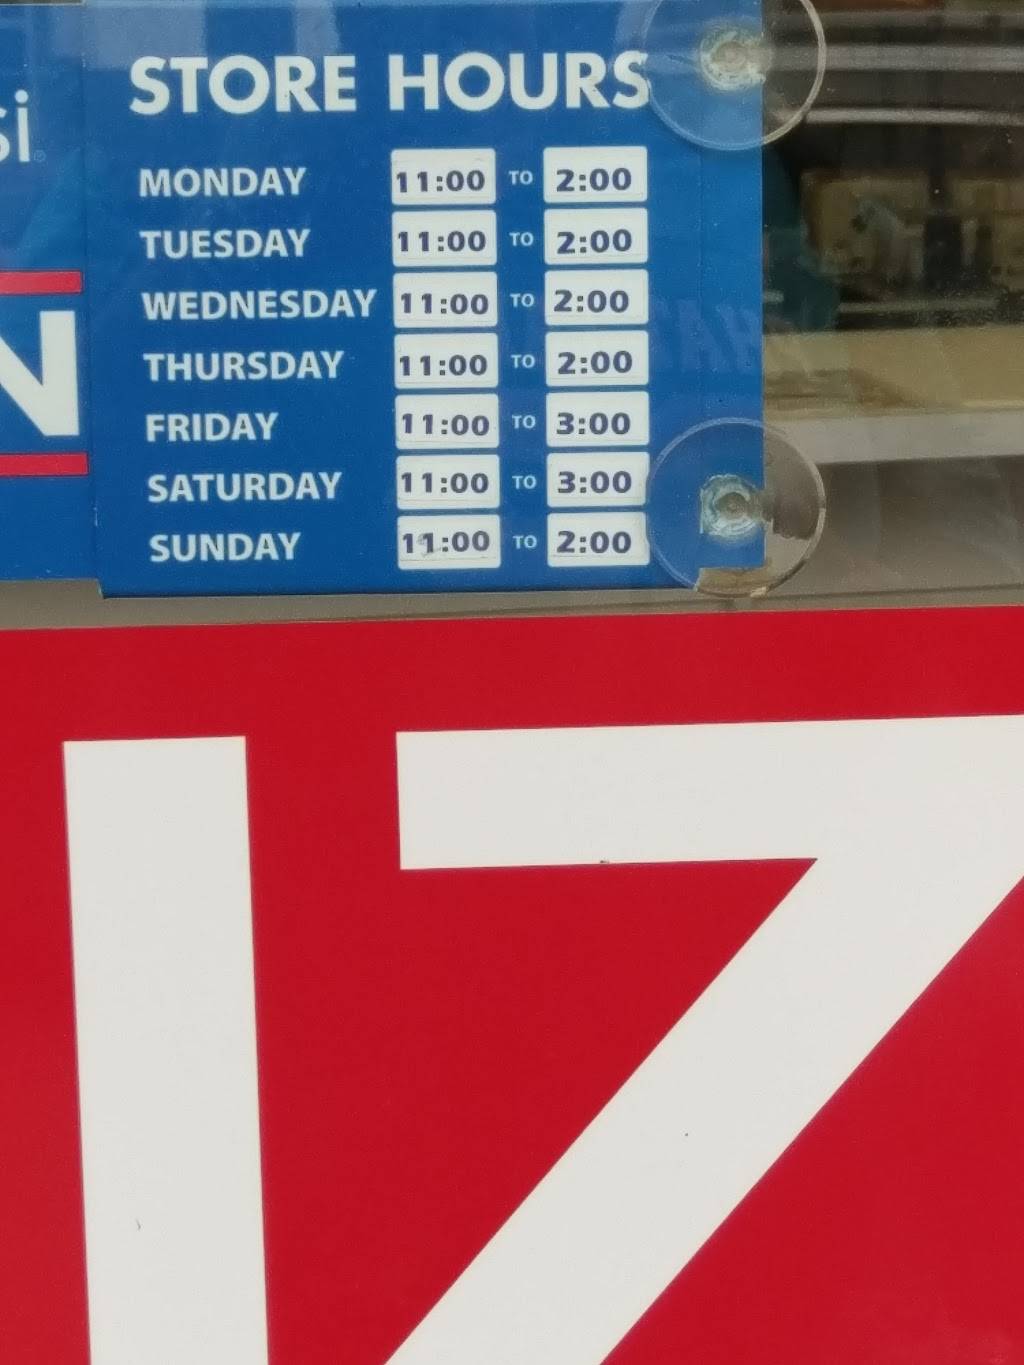 si
STORE HOURS
MONDAY 11:00 TO 2:00
TUESDAY 11:00 TO 2:00
WEDNESDAY 11:00 TO 2:00
THURSDAY 11:00 TO 2:00
FRIDAY 11:00 TO 3:00
SATURDAY 11:00 TO 3:00
SUNDAY 11:00 TO 2:00
N
IZ